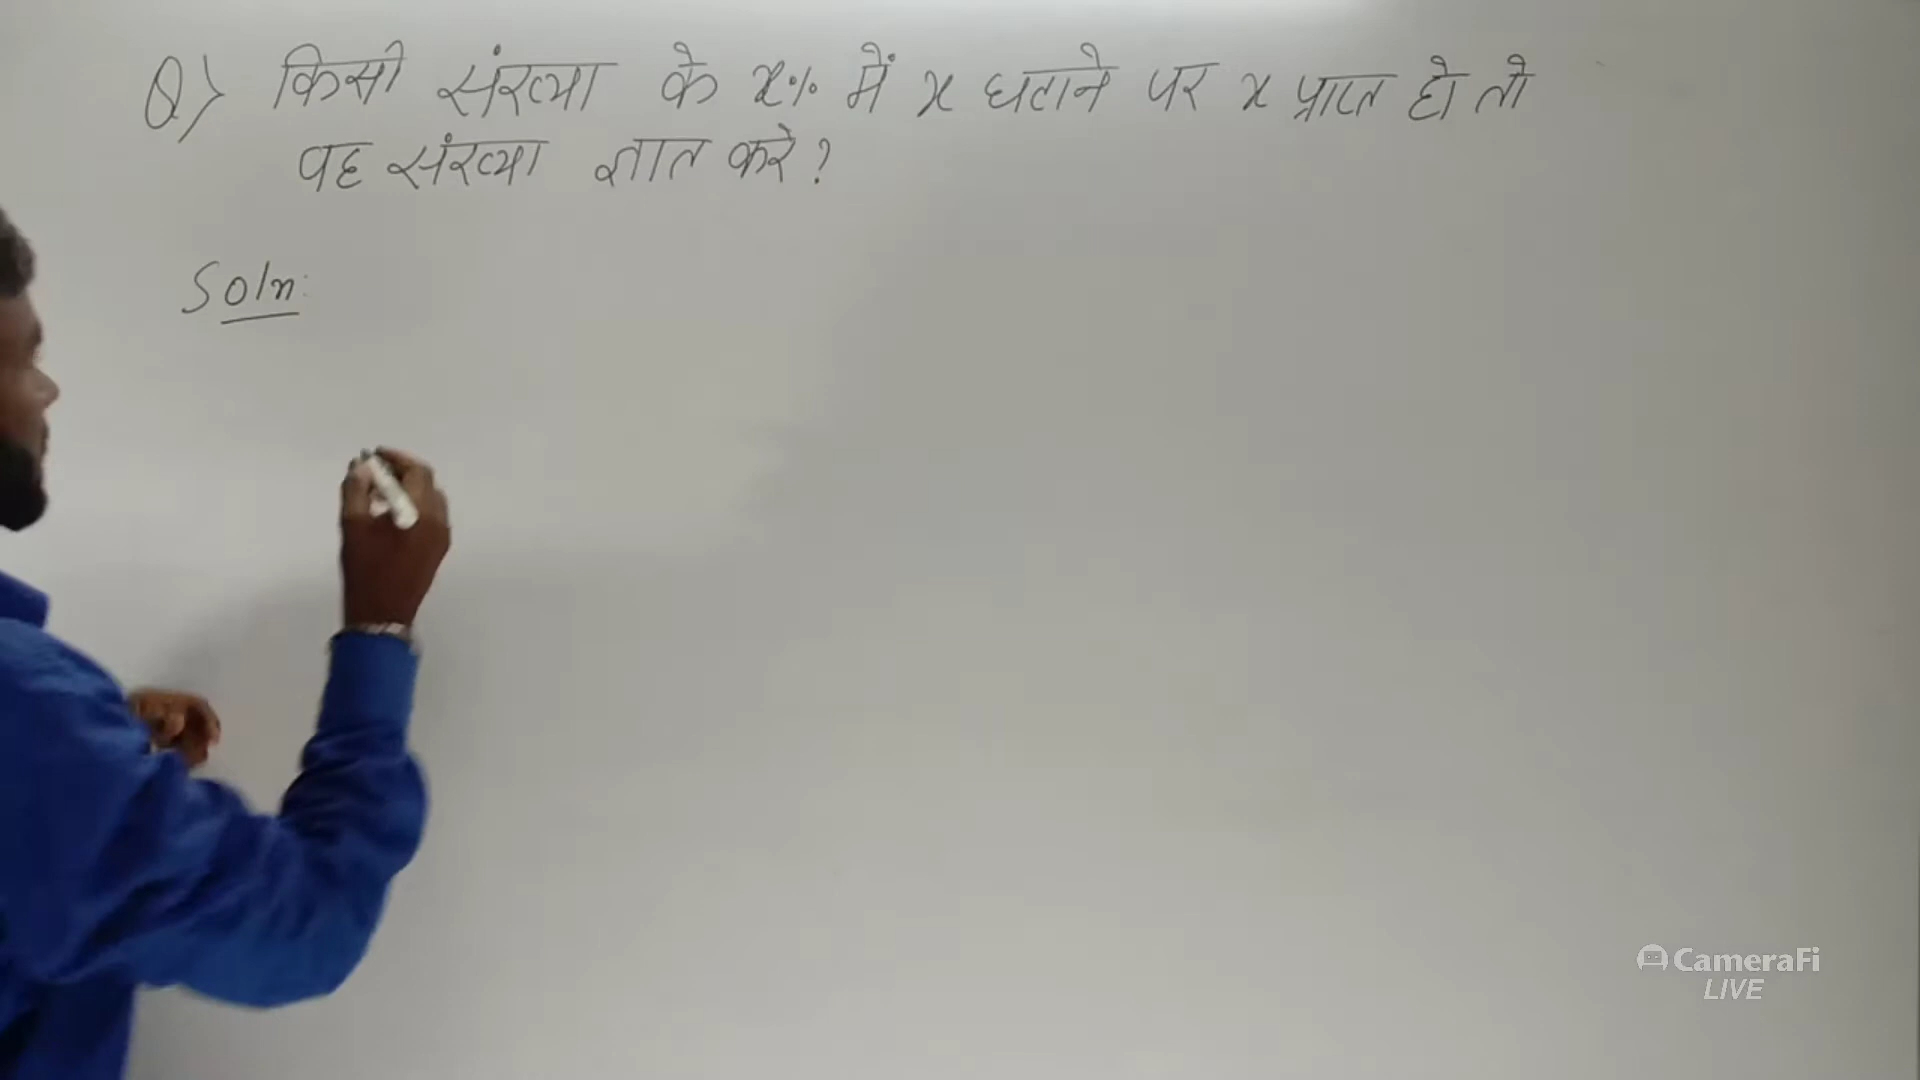 Q) किसी संख्या के x% में x घटाने पर x प्राप्त हो तो
वह संख्या ज्ञात करे ?
Soln:
CameraFi
LIVE